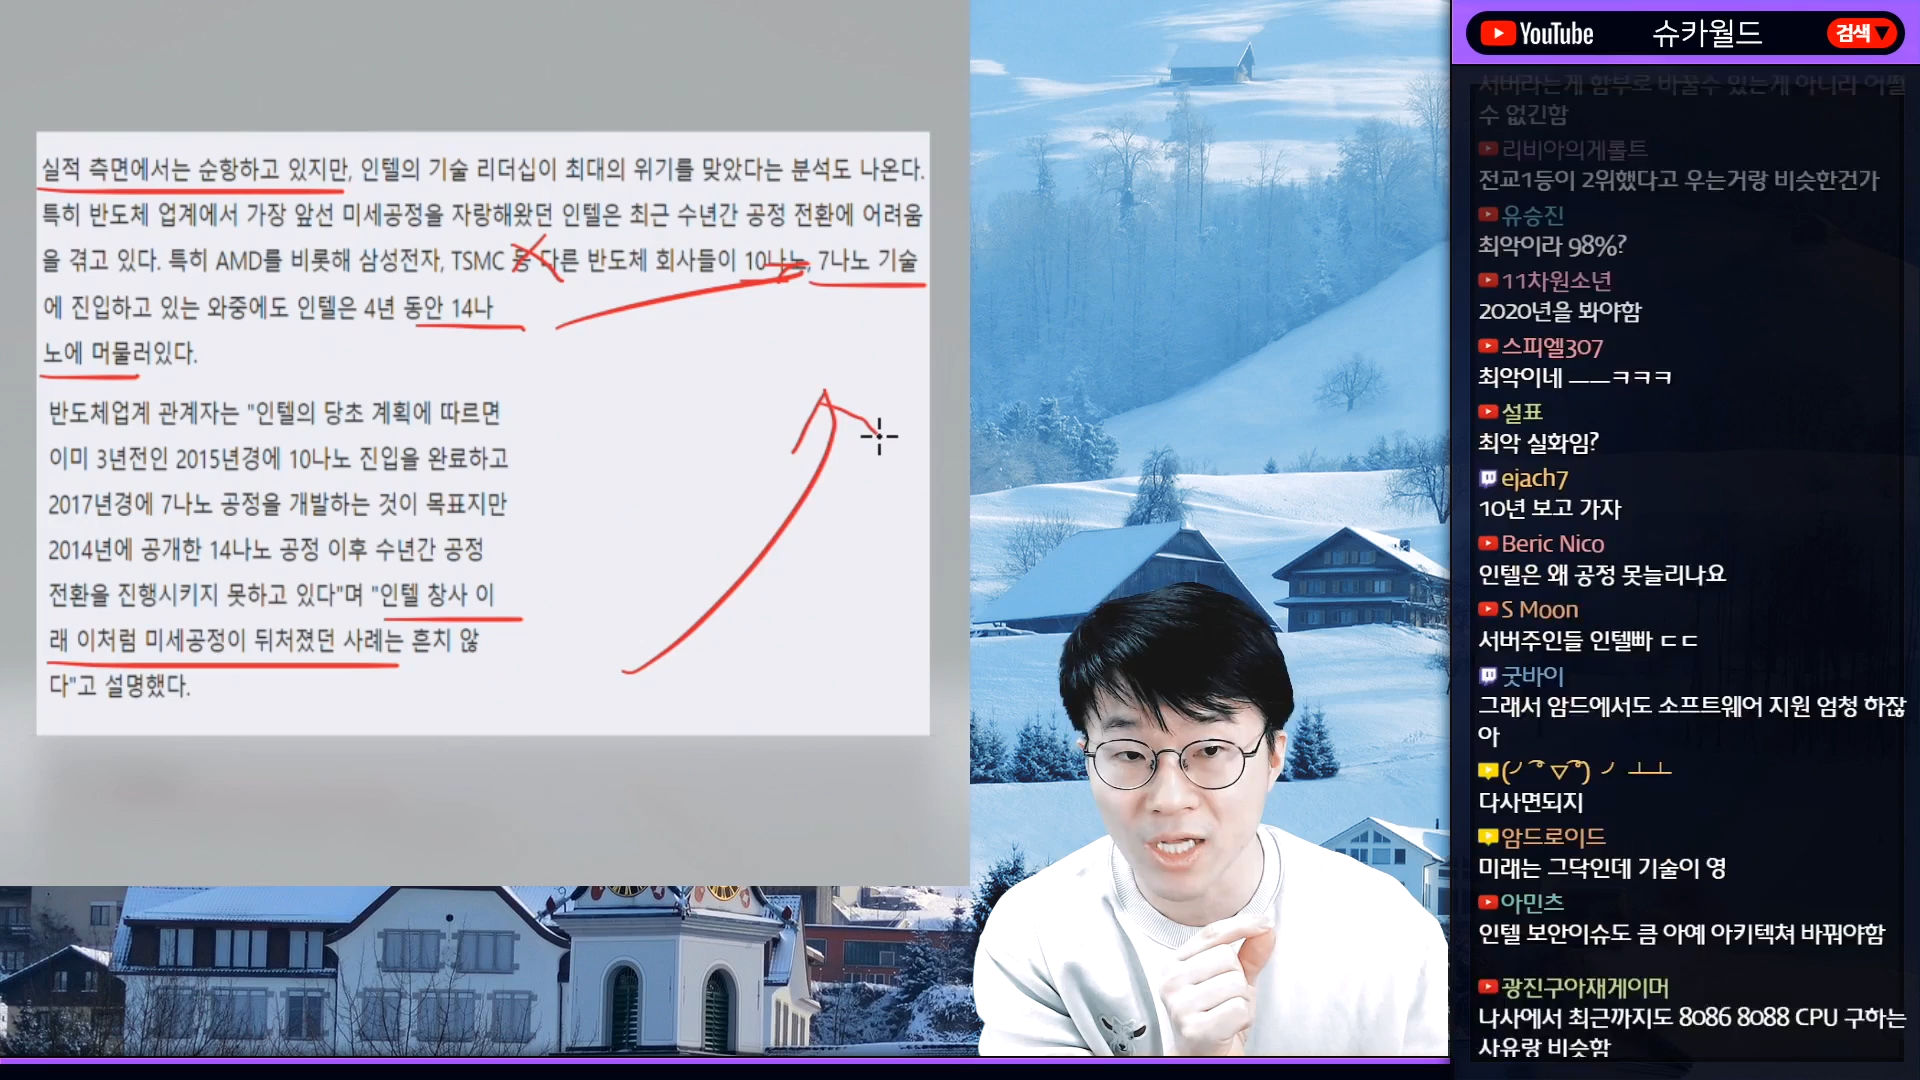 실적 측면에서는 순항하고 있지만, 인텔의 기술 리더십이 최대의 위기를 맞았다는 분석도 나온다.
특히 반도체 업계에서 가장 앞선 미세공정을 자랑해왔던 인텔은 최근 수년간 공정 전환에 어려움
을 겪고 있다. 특히 AMD를 비롯해 삼성전자, TSMC 등 다른 반도체 회사들이 10나노, 7나노 기술
에 진입하고 있는 와중에도 인텔은 4년 동안 14나
노에 머물러있다.
반도체업계 관계자는 "인텔의 당초 계획에 따르면
이미 3년전인 2015년경에 10나노 진입을 완료하고
2017년경에 7나노 공정을 개발하는 것이 목표지만
2014년에 공개한 14나노 공정 이후 수년간 공정
전환을 진행시키지 못하고 있다"며 "인텔 창사 이
래 이처럼 미세공정이 뒤처졌던 사례는 흔치 않
다"고 설명했다.
YouTube 슈카월드 검색▼
서버라는게 함부로 바꿀수 있는게 아니라 어쩔
수 없긴함
리비아의게롤트
전교1등이 2위했다고 우는거랑 비슷한건가
유승진
최악이라 98%?
11차원소년
2020년을 봐야함
스피엘307
최악이네 ㅡㅡㅋㅋㅋ
설표
최악 실화임?
ejach7
10년 보고 가자
Beric Nico
인텔은 왜 공정 못늘리나요
S Moon
서버주인들 인텔빠 ㄷㄷ
굿바이
그래서 암드에서도 소프트웨어 지원 엄청 하잖
아
다사면되지
암드로이드
미래는 그닥인데 기술이 영
아민츠
인텔 보안이슈도 큼 아예 아키텍쳐 바꿔야함
광진구아재게이머
나사에서 최근까지도 8086 8088 CPU 구하는
사유랑 비슷함